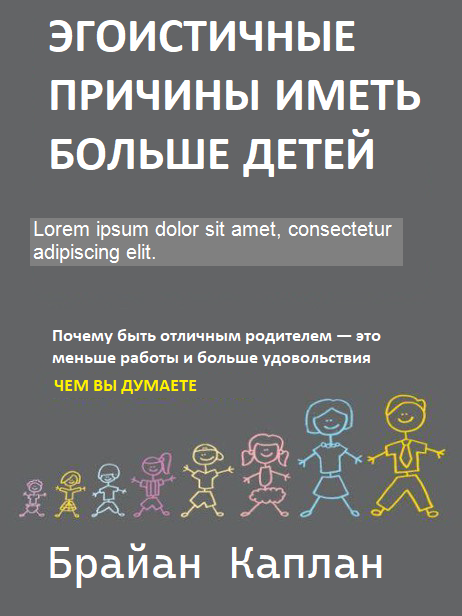 ЭГОИСТИЧНЫЕ
ПРИЧИНЫ ИМЕТЬ
БОЛЬШЕ ДЕТЕЙ
Lorem ipsum dolor sit amet, consectetur
adipiscing elit.
Почему быть отличным родителем — это
меньше работы и больше удовольствия
ЧЕМ ВЫ ДУМАЕТЕ
Брайан Каплан